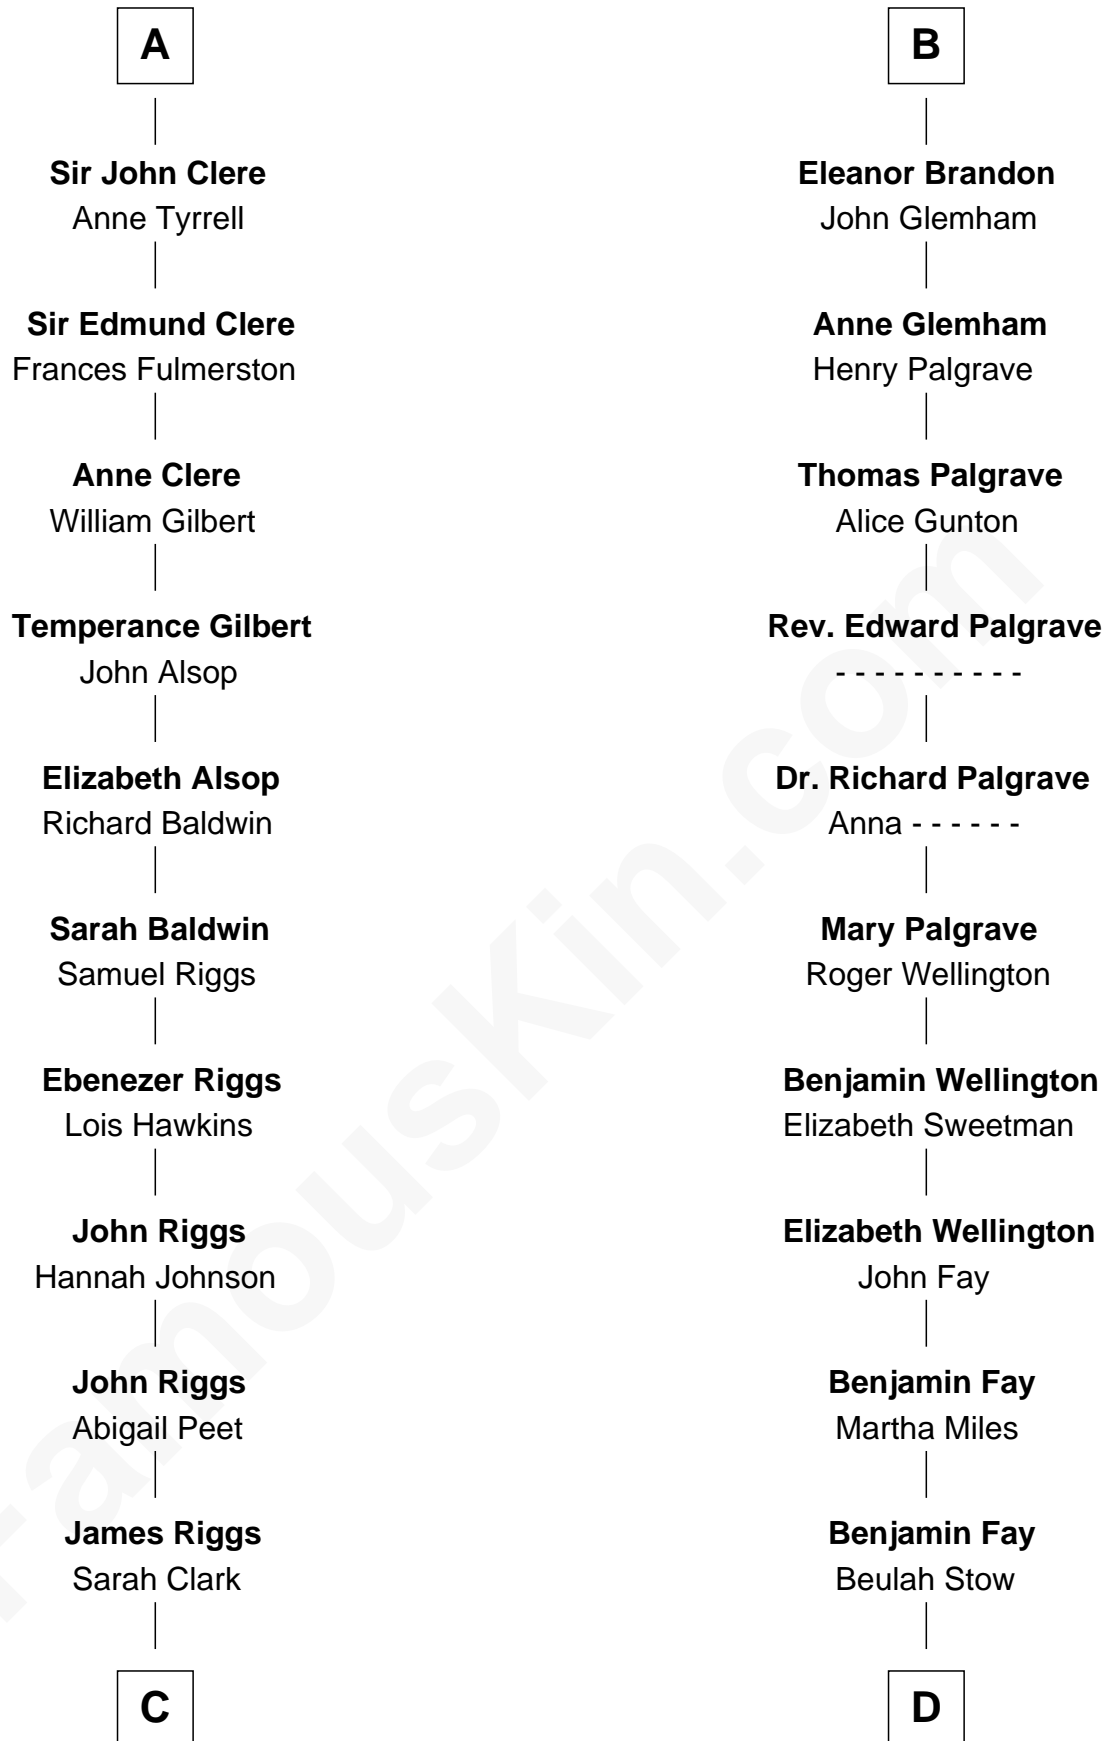 A
Sir John Clere
Anne Tyrrell
Sir Edmund Clere
Frances Fulmerston
Anne Clere
William Gilbert
Temperance Gilbert
John Alsop
Elizabeth Alsop
Richard Baldwin
Sarah Baldwin
Samuel Riggs
Ebenezer Riggs
Lois Hawkins
John Riggs
Hannah Johnson
John Riggs
Abigail Peet
James Riggs
Sarah Clark
C
B
Eleanor Brandon
John Glemham
Anne Glemham
Henry Palgrave
Thomas Palgrave
Alice Gunton
Rev. Edward Palgrave
- - - - - - - - - -
Dr. Richard Palgrave
Anna - - - - - -
Mary Palgrave
Roger Wellington
Benjamin Wellington
Elizabeth Sweetman
Elizabeth Wellington
John Fay
Benjamin Fay
Martha Miles
Benjamin Fay
Beulah Stow
D
FamousKin.com